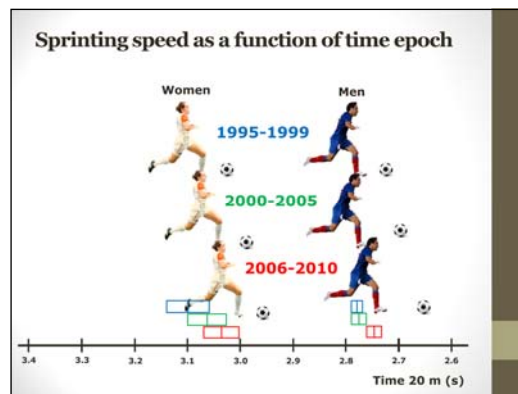 Sprinting speed as a function of time epoch
Women Men
1995-1999
2000-2005
2006-2010
3.4 3.3 3.2 3.1 3.0 2.9 2.8 2.7 2.6
Time 20 m (s)